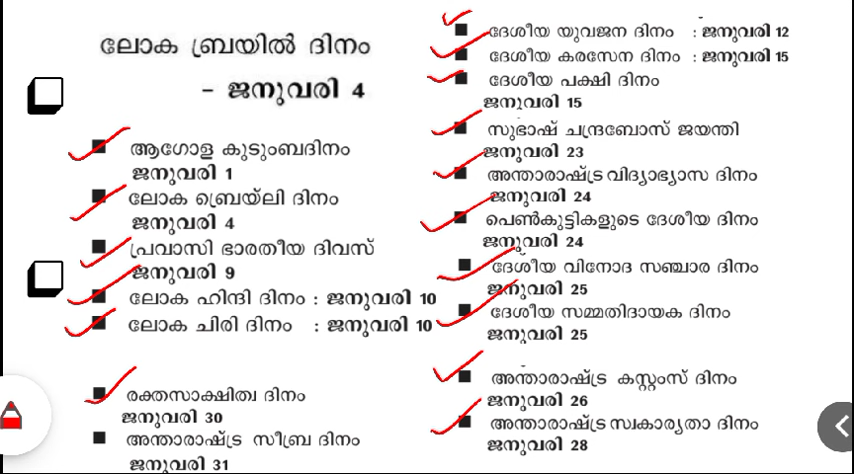 ലോക ബ്രയിൽ ദിനം
- ജനുവരി 4
ആഗോള കുടുംബദിനം
ജനുവരി 1
ലോക ബ്രെയ്‌ലി ദിനം
ജനുവരി 4
പ്രവാസി ഭാരതീയ ദിവസ്
ജനുവരി 9
ലോക ഹിന്ദി ദിനം : ജനുവരി 10
ലോക ചിരി ദിനം : ജനുവരി 10
രക്തസാക്ഷിത്വ ദിനം
ജനുവരി 30
അന്താരാഷ്ട്ര സീബ്ര ദിനം
ജനുവരി 31
ദേശീയ യുവജന ദിനം : ജനുവരി 12
ദേശീയ കരസേന ദിനം : ജനുവരി 15
ദേശീയ പക്ഷി ദിനം
ജനുവരി 15
സുഭാഷ് ചന്ദ്രബോസ് ജയന്തി
ജനുവരി 23
അന്താരാഷ്ട്ര വിദ്യാഭ്യാസ ദിനം
ജനുവരി 24
പെൺകുട്ടികളുടെ ദേശീയ ദിനം
ജനുവരി 24
ദേശീയ വിനോദ സഞ്ചാര ദിനം
ജനുവരി 25
ദേശീയ സമ്മതിദായക ദിനം
ജനുവരി 25
അന്താരാഷ്ട്ര കസ്റ്റംസ് ദിനം
ജനുവരി 26
അന്താരാഷ്ട്ര സ്വകാര്യതാ ദിനം
ജനുവരി 28